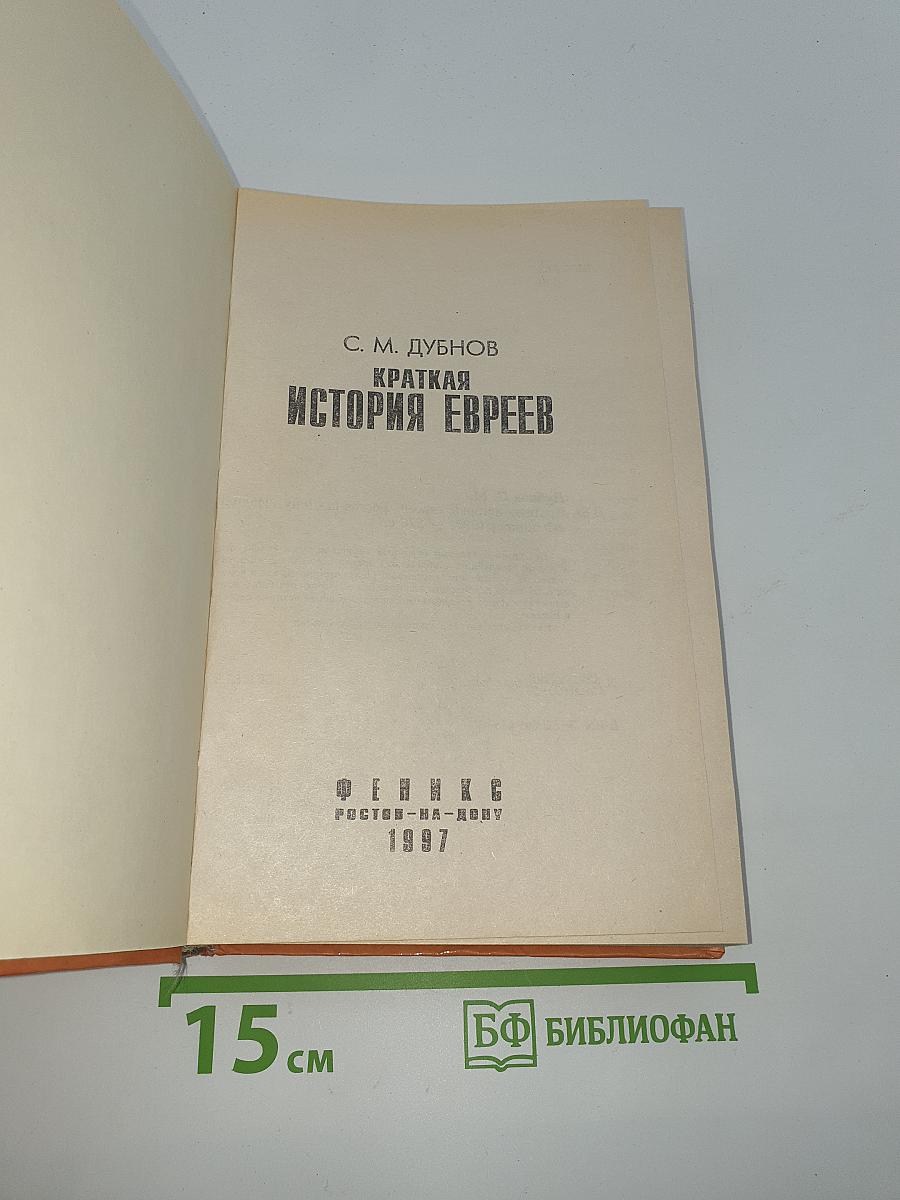 С. М. ДУБНОВ
КРАТКАЯ
ИСТОРИЯ ЕВРЕЕВ
ФЕНИКС
РОСТОВ-НА-ДОНУ
1997
15 см
БФ БИБЛИОФАН